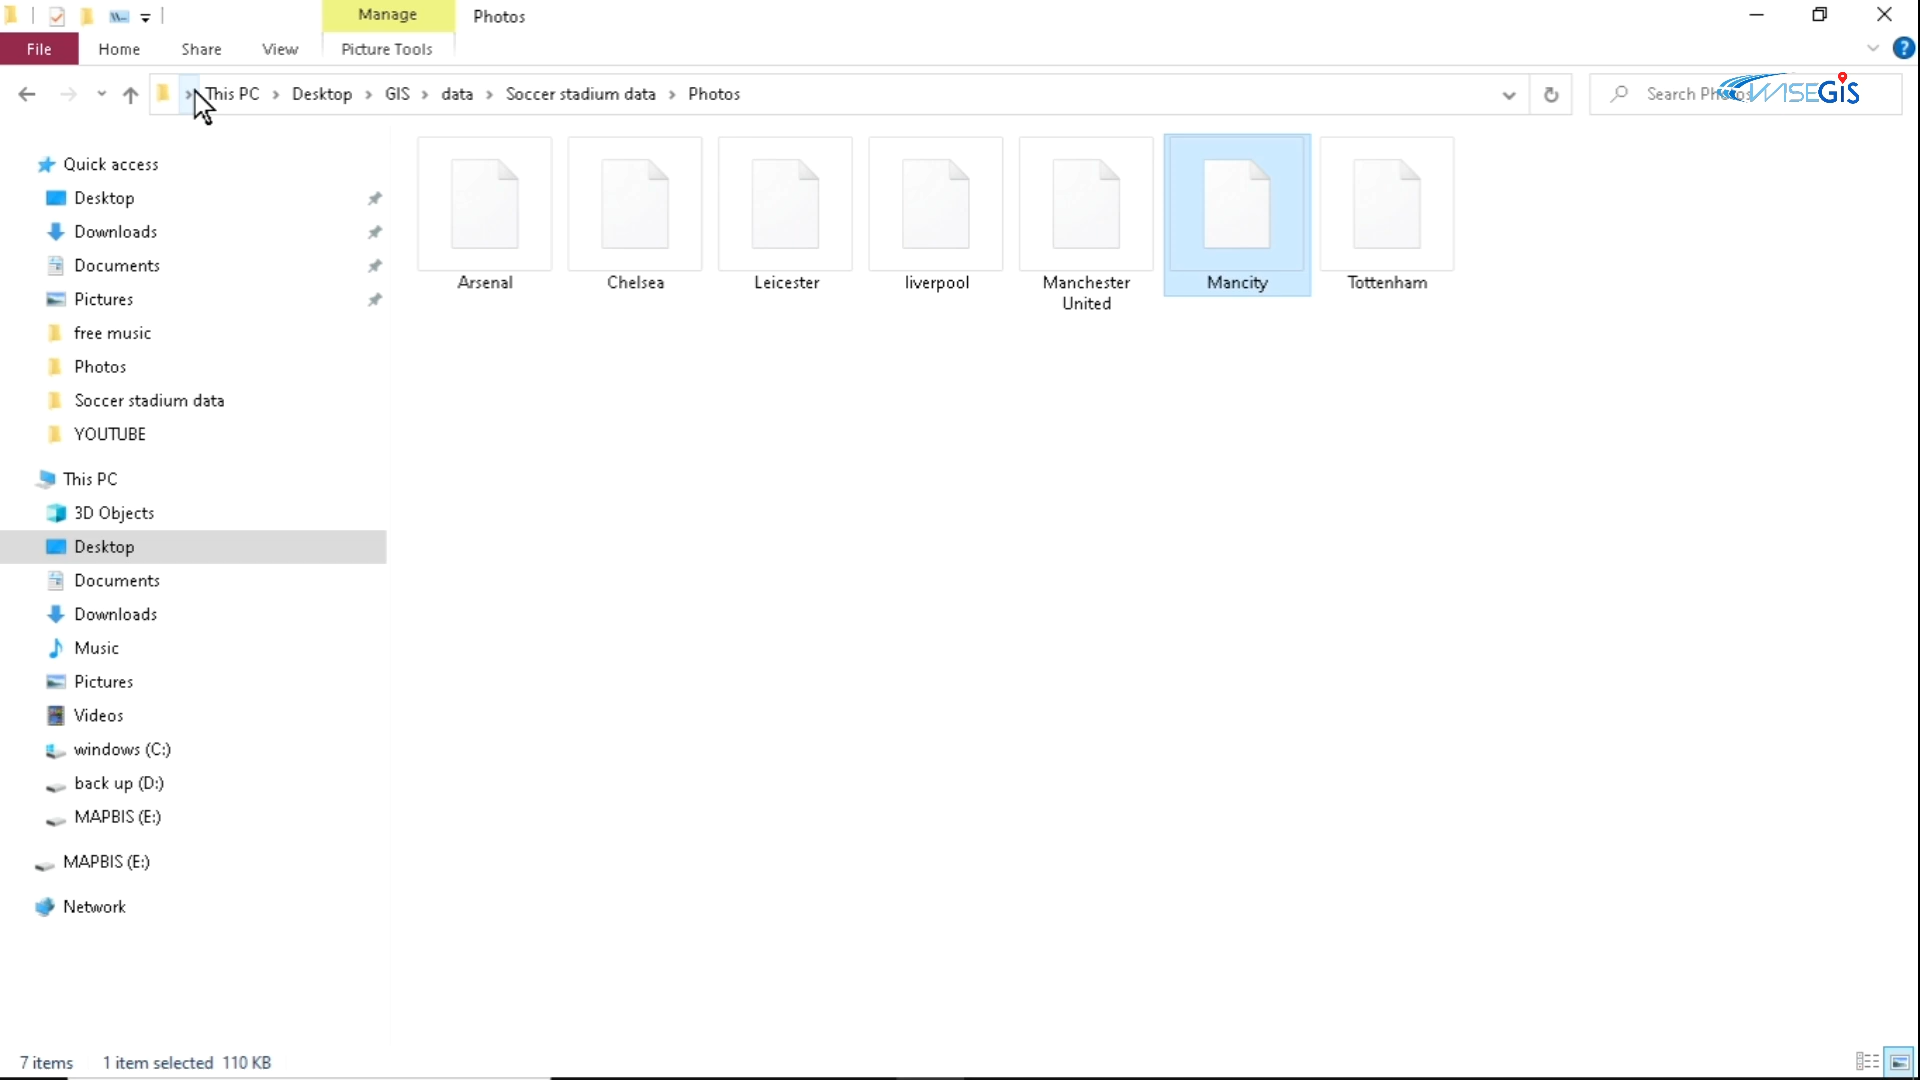 Manage
Photos
File
Home
Share
View
Picture Tools
This PC
Desktop
GIS
data
Soccer stadium data
Photos
Search Photos
WISEGIS
Quick access
Desktop
Downloads
Documents
Pictures
free music
Photos
Soccer stadium data
YOUTUBE
This PC
3D Objects
Desktop
Documents
Downloads
Music
Pictures
Videos
windows (C:)
back up (D:)
MAPBIS (E:)
MAPBIS (E:)
Network
Arsenal
Chelsea
Leicester
liverpool
Manchester
United
Mancity
Tottenham
7 items
1 item selected 110 KB